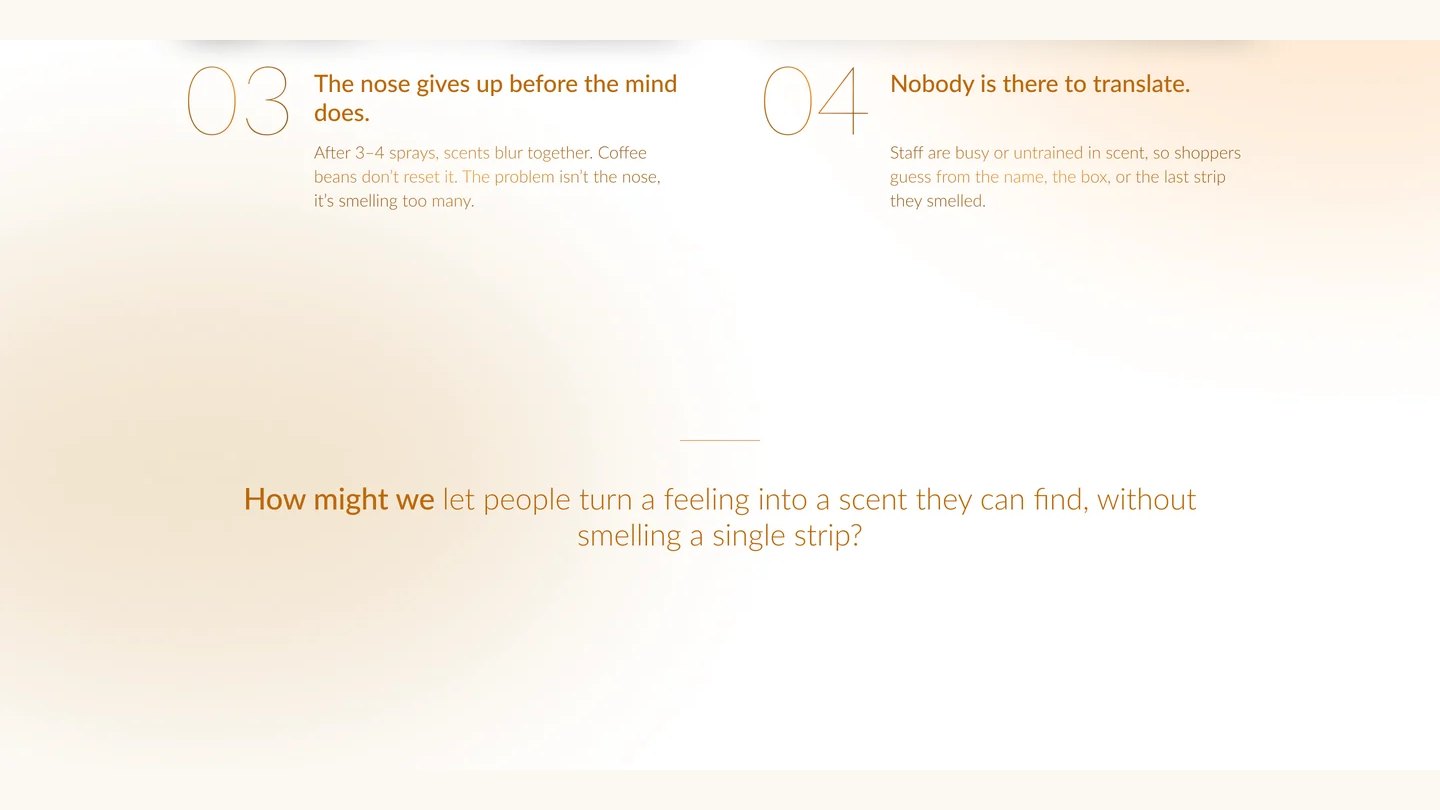 03
The nose gives up before the mind
does.
After 3–4 sprays, scents blur together. Coffee
beans don’t reset it. The problem isn’t the nose,
it’s smelling too many.
04
Nobody is there to translate.
Staff are busy or untrained in scent, so shoppers
guess from the name, the box, or the last strip
they smelled.
How might we let people turn a feeling into a scent they can find, without
smelling a single strip?